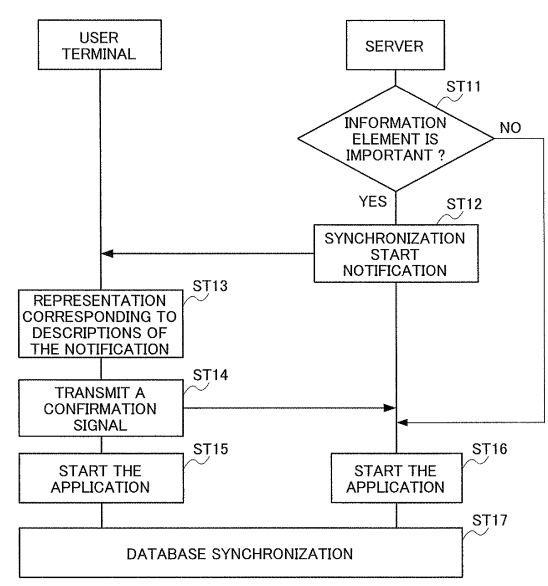 USER
TERMINAL
SERVER
ST11
INFORMATION
ELEMENT IS
IMPORTANT ?
NO
YES
ST12
SYNCHRONIZATION
START
NOTIFICATION
ST13
REPRESENTATION
CORRESPONDING TO
DESCRIPTIONS OF
THE NOTIFICATION
ST14
TRANSMIT A
CONFIRMATION
SIGNAL
ST15
START THE
APPLICATION
ST16
START THE
APPLICATION
ST17
DATABASE SYNCHRONIZATION